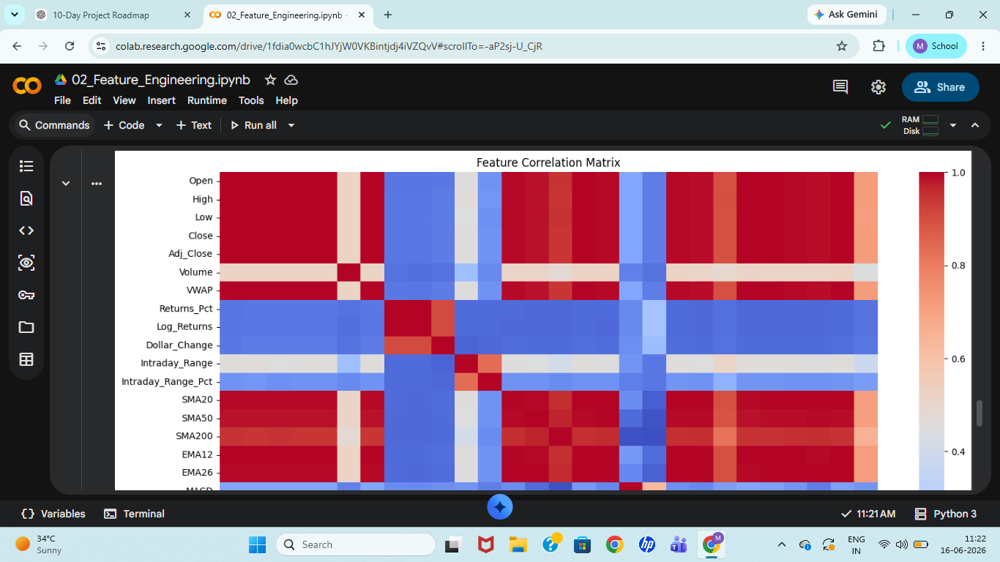 10-Day Project Roadmap
02_Feature_Engineering.ipynb -
Ask Gemini
colab.research.google.com/drive/1fdia0wcbC1hJYjW0VKBintjdj4iVZQvV#scrollTo=-aP2sj-U_CjR
M School
02_Feature_Engineering.ipynb
File Edit View Insert Runtime Tools Help
Share
Commands + Code + Text Run all
RAM
Disk
Feature Correlation Matrix
Open
High
Low
Close
Adj_Close
Volume
VWAP
Returns_Pct
Log_Returns
Dollar_Change
Intraday_Range
Intraday_Range_Pct
SMA20
SMA50
SMA200
EMA12
EMA26
MACD
1.0
0.8
0.6
0.4
{} Variables Terminal
11:21 AM Python 3
34°C
Sunny
Search
hp
M
ENG
IN
11:22
16-06-2026